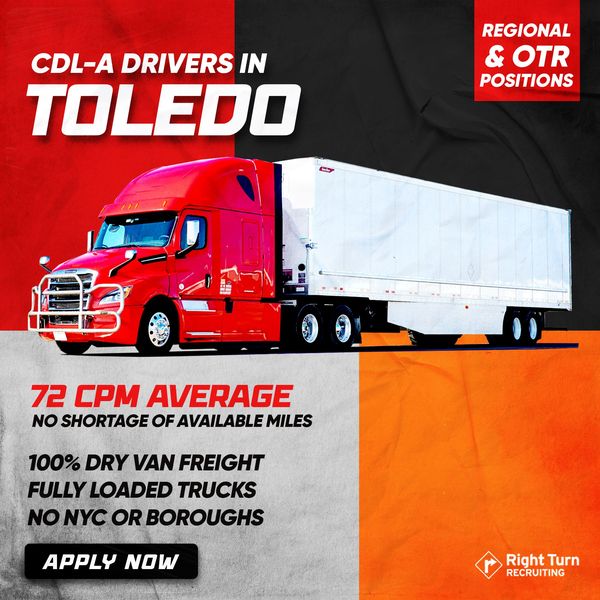 CDL-A DRIVERS IN
TOLEDO
REGIONAL
& OTR
POSITIONS
72 CPM AVERAGE
NO SHORTAGE OF AVAILABLE MILES
100% DRY VAN FREIGHT
FULLY LOADED TRUCKS
NO NYC OR BOROUGHS
APPLY NOW
Right Turn
RECRUITING